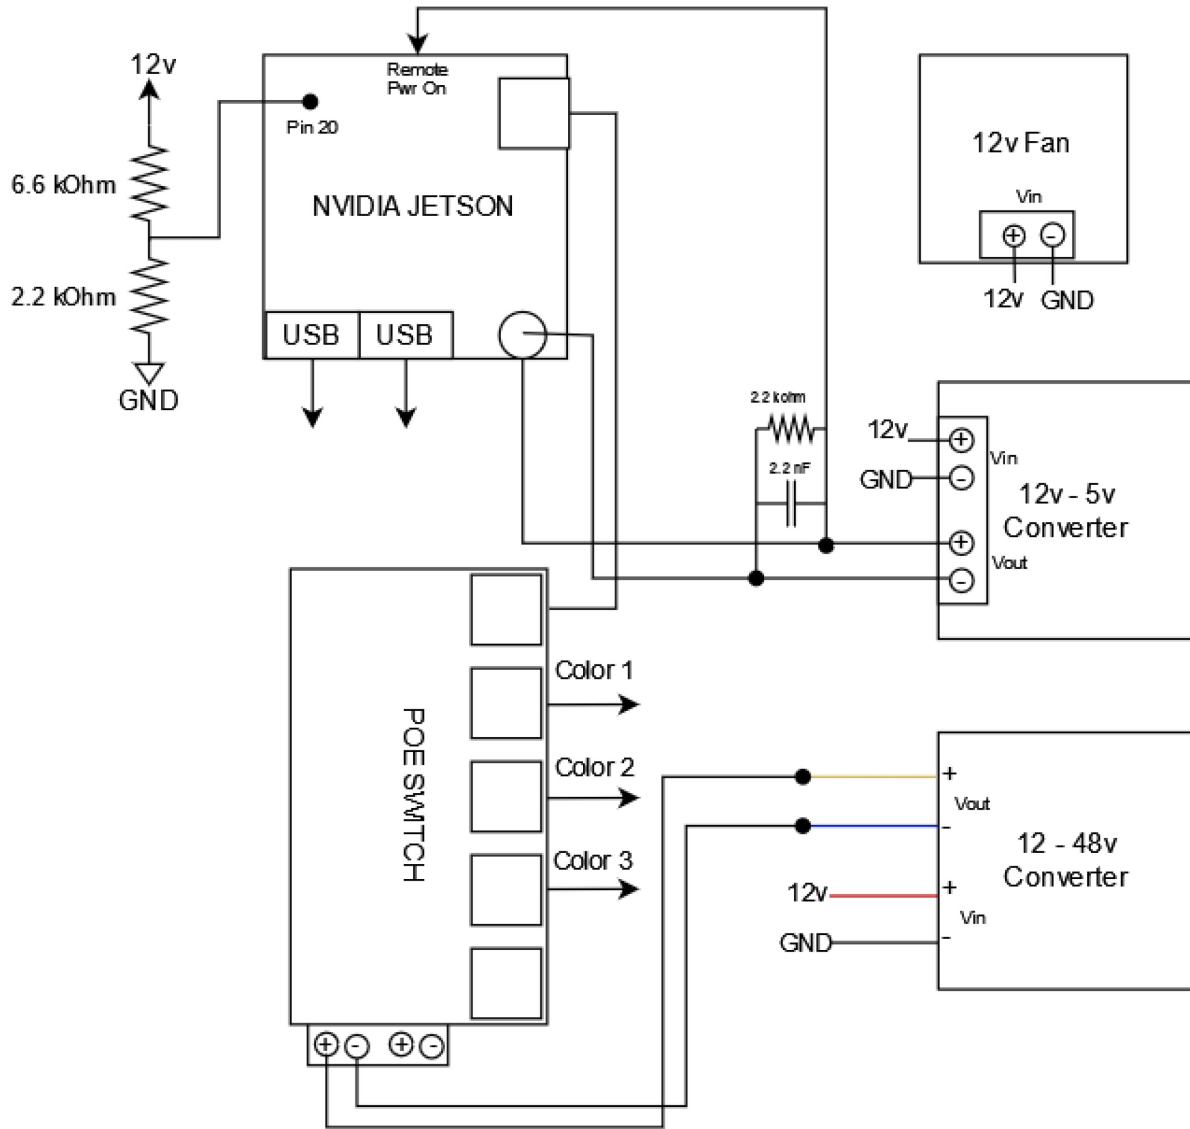 12v
Remote
Pwr On
Pin 20
6.6 kOhm
NVIDIA JETSON
2.2 kOhm
GND
USB
USB
12v Fan
Vin
+
-
12v
GND
2.2 kohm
2.2 nF
12v
+
Vin
GND
-
12v - 5v
Converter
+
Vout
-
POE SWITCH
Color 1
Color 2
Color 3
+
Vout
-
12 - 48v
Converter
12v
+
Vin
GND
-
+ - + -